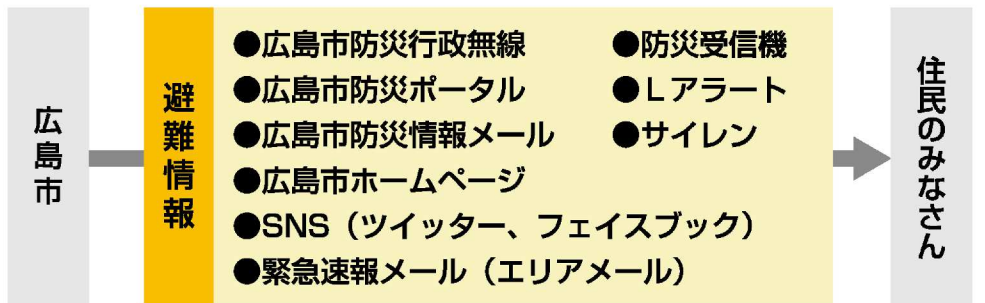 広島市
避難情報
●広島市防災行政無線
●広島市防災ポータル
●広島市防災情報メール
●広島市ホームページ
●SNS（ツイッター、フェイスブック）
●緊急速報メール（エリアメール）
●防災受信機
●Lアラート
●サイレン
住民のみなさん